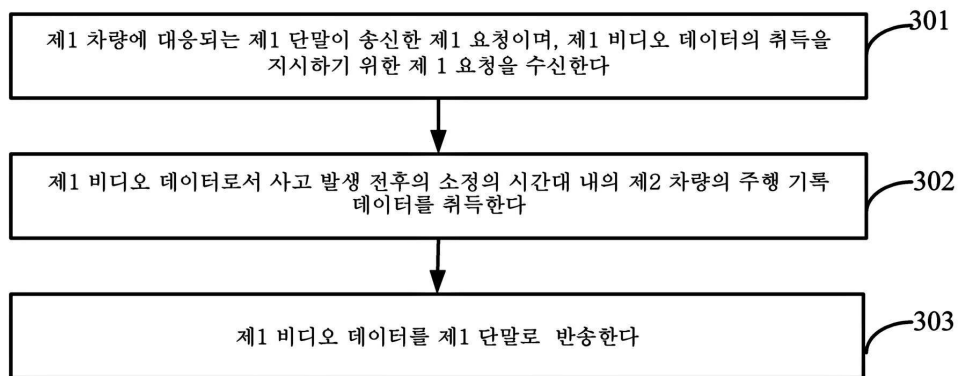 제1 차량에 대응되는 제1 단말이 송신한 제1 요청이며, 제1 비디오 데이터의 취득을
지시하기 위한 제 1 요청을 수신한다
301
제1 비디오 데이터로서 사고 발생 전후의 소정의 시간대 내의 제2 차량의 주행 기록
데이터를 취득한다
302
제1 비디오 데이터를 제1 단말로 반송한다
303